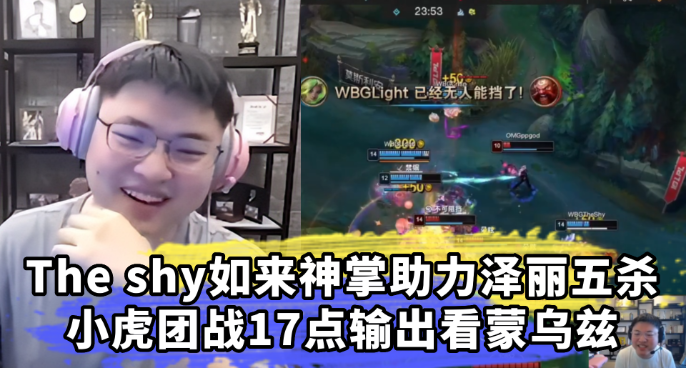 23:53
+50
WBGLight 已经无人能挡了！
OMGppgod
WBGTheShy
The shy如来神掌助力泽丽五杀
小虎团战17点输出看蒙乌兹